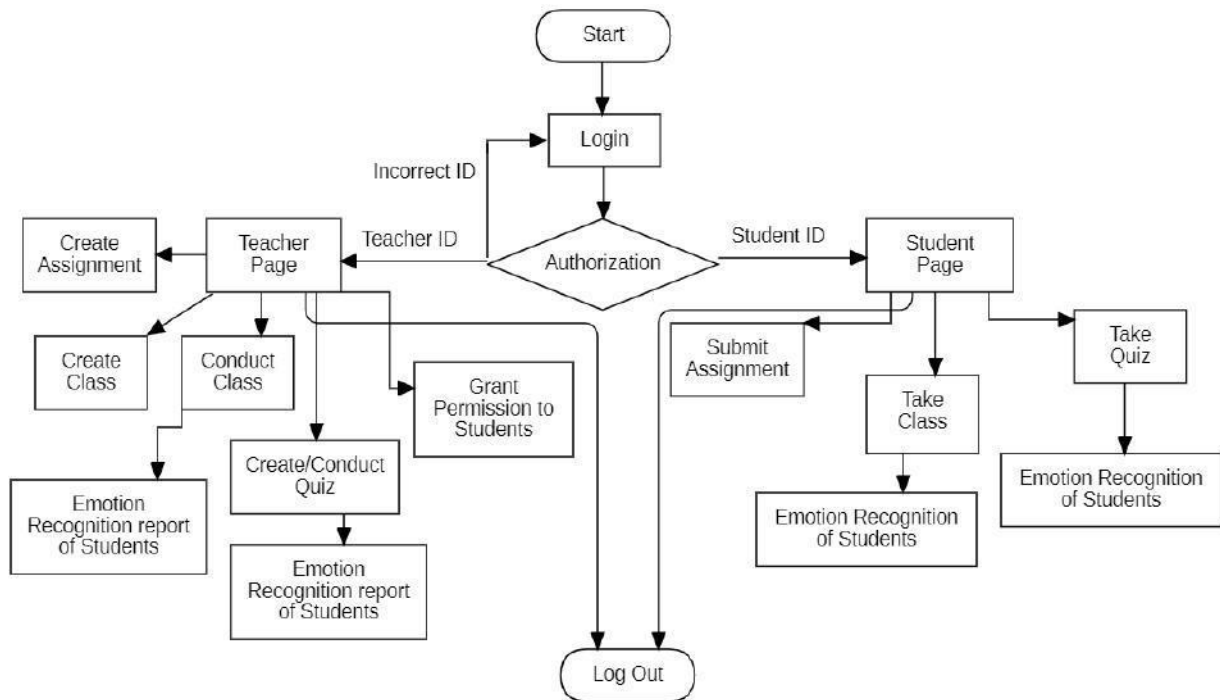 Start
Login
Incorrect ID
Authorization
Teacher ID
Student ID
Teacher
Page
Create
Assignment
Create
Class
Conduct
Class
Grant
Permission to
Students
Create/Conduct
Quiz
Emotion
Recognition report
of Students
Emotion
Recognition report
of Students
Student
Page
Submit
Assignment
Take
Class
Take
Quiz
Emotion Recognition
of Students
Emotion Recognition
of Students
Log Out